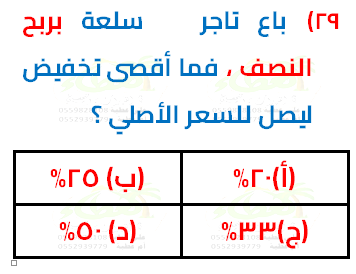 ٢٩) باع تاجر سلعة بربح
النصف ، فما أقصى تخفيض
ليصل للسعر الأصلي ؟
(أ) ٢٠% (ب) ٢٥%
(ج) ٣٣% (د) ٥٠%